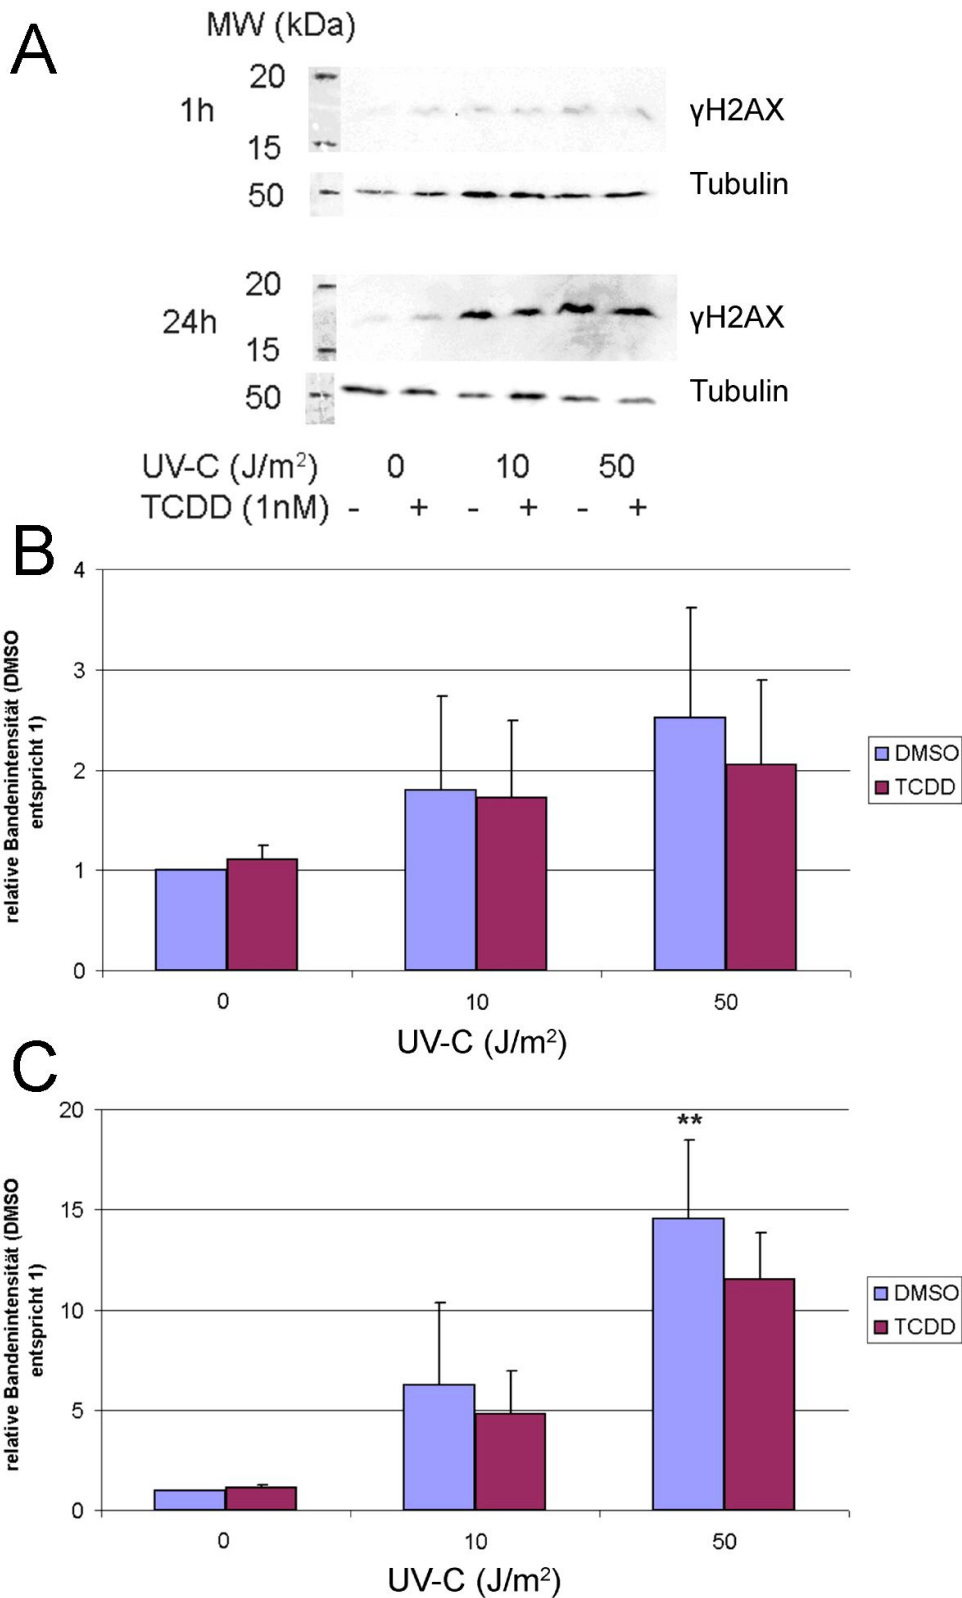 A
MW (kDa)
20
1h
γH2AX
15
50
Tubulin
20
24h
γH2AX
15
50
Tubulin
UV-C (J/m²) 0 10 50
TCDD (1nM) - + - + - +
B
4
3
2
1
0
relative Bandenintensität (DMSO
entspricht 1)
DMSO
TCDD
0 10 50
UV-C (J/m²)
C
20
15
10
5
0
**
relative Bandenintensität (DMSO
entspricht 1)
DMSO
TCDD
0 10 50
UV-C (J/m²)